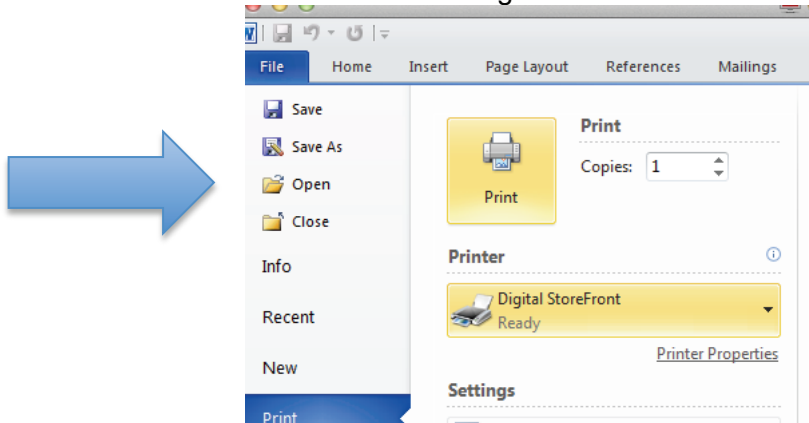 g
W
File Home Insert Page Layout References Mailings
Save
Save As
Open
Close
Info
Recent
New
Print
Print
Print
Copies: 1
Printer
Digital StoreFront
Ready
Printer Properties
Settings